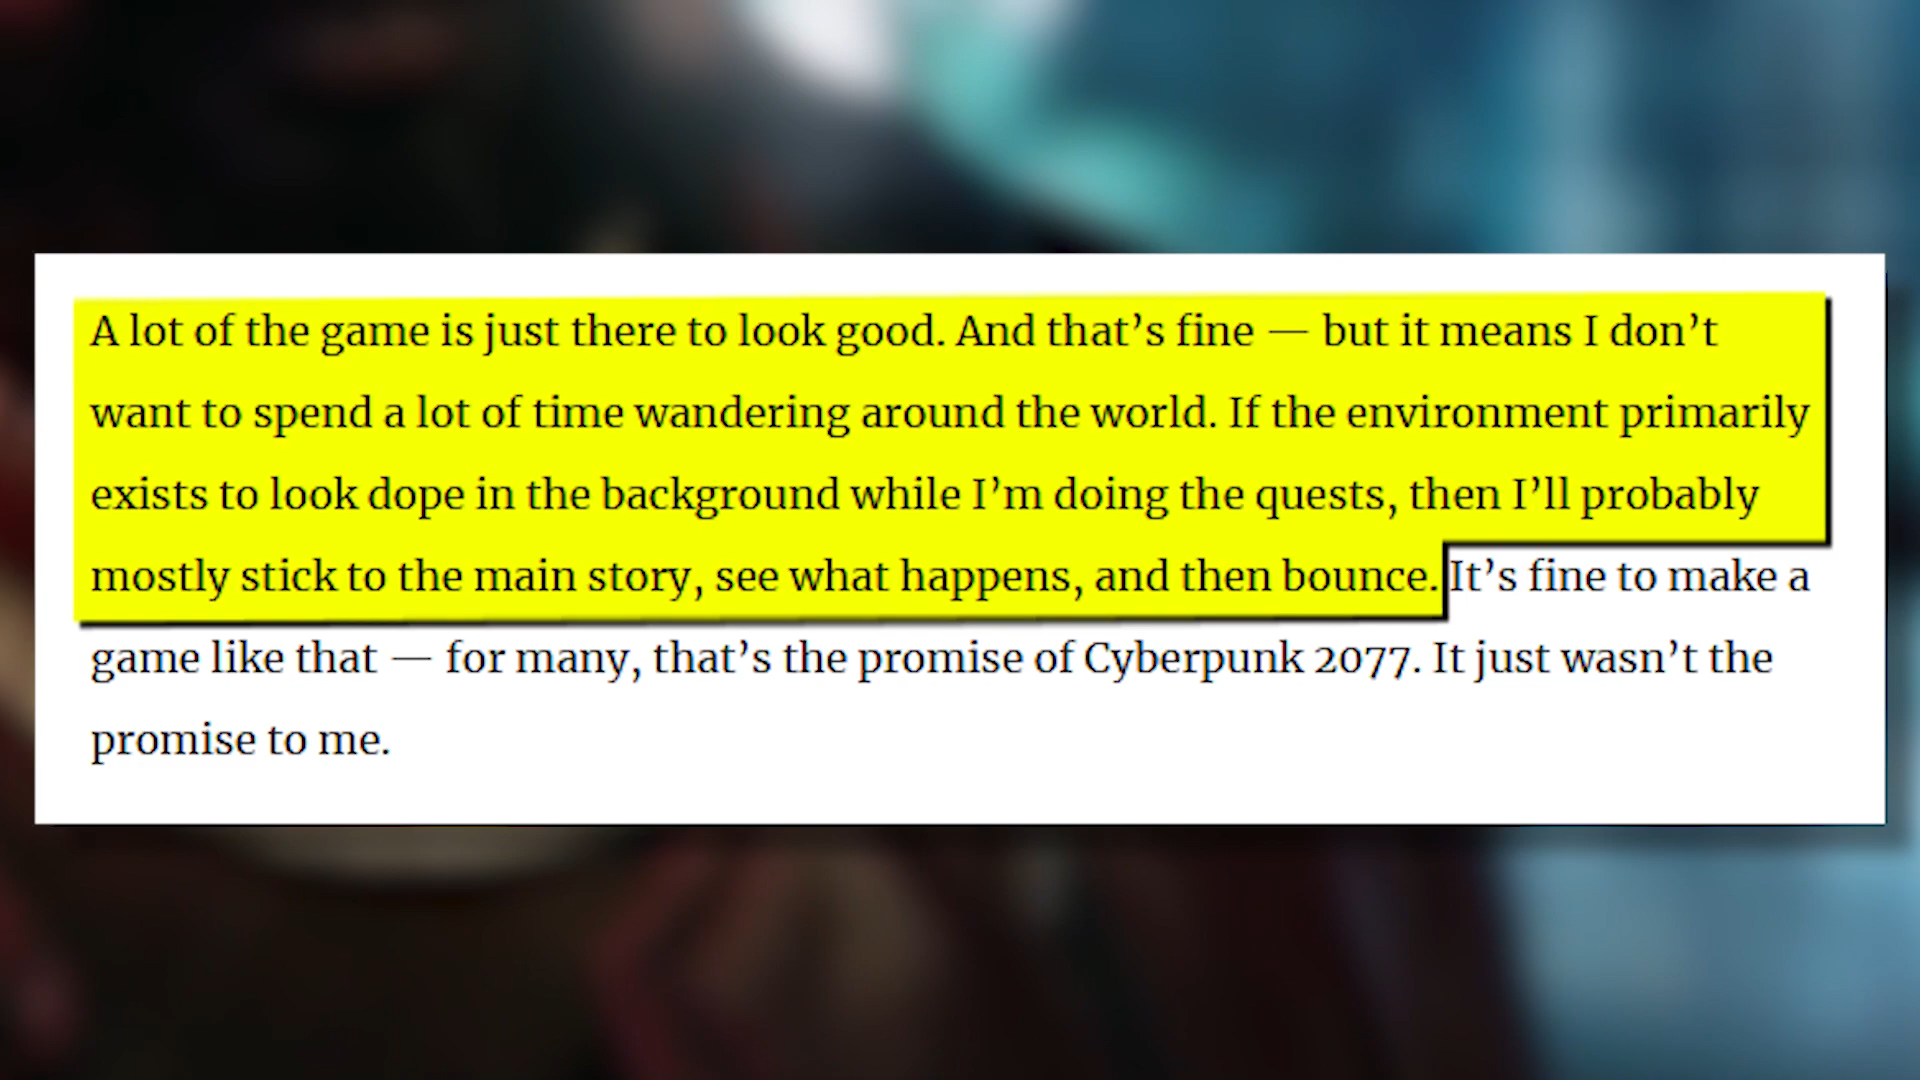 A lot of the game is just there to look good. And that’s fine — but it means I don’t
want to spend a lot of time wandering around the world. If the environment primarily
exists to look dope in the background while I’m doing the quests, then I’ll probably
mostly stick to the main story, see what happens, and then bounce. It’s fine to make a
game like that — for many, that’s the promise of Cyberpunk 2077. It just wasn’t the
promise to me.